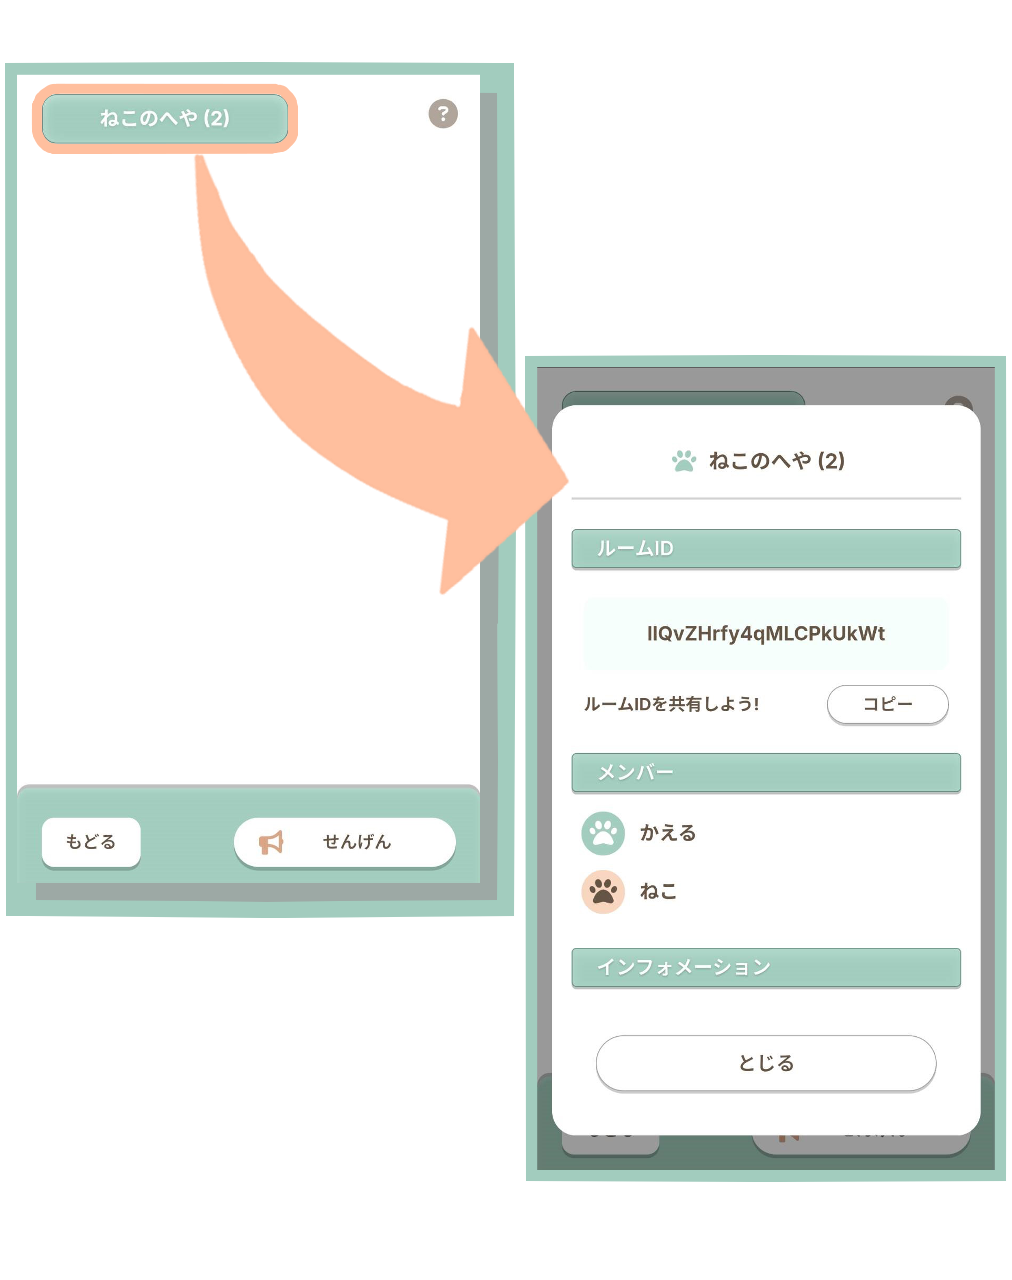 ねこのへや (2)
?
もどる
せんげん
ねこのへや (2)
ルームID
IIQvZHrfy4qMLCPkUkWt
ルームIDを共有しよう!
コピー
メンバー
かえる
ねこ
インフォメーション
とじる